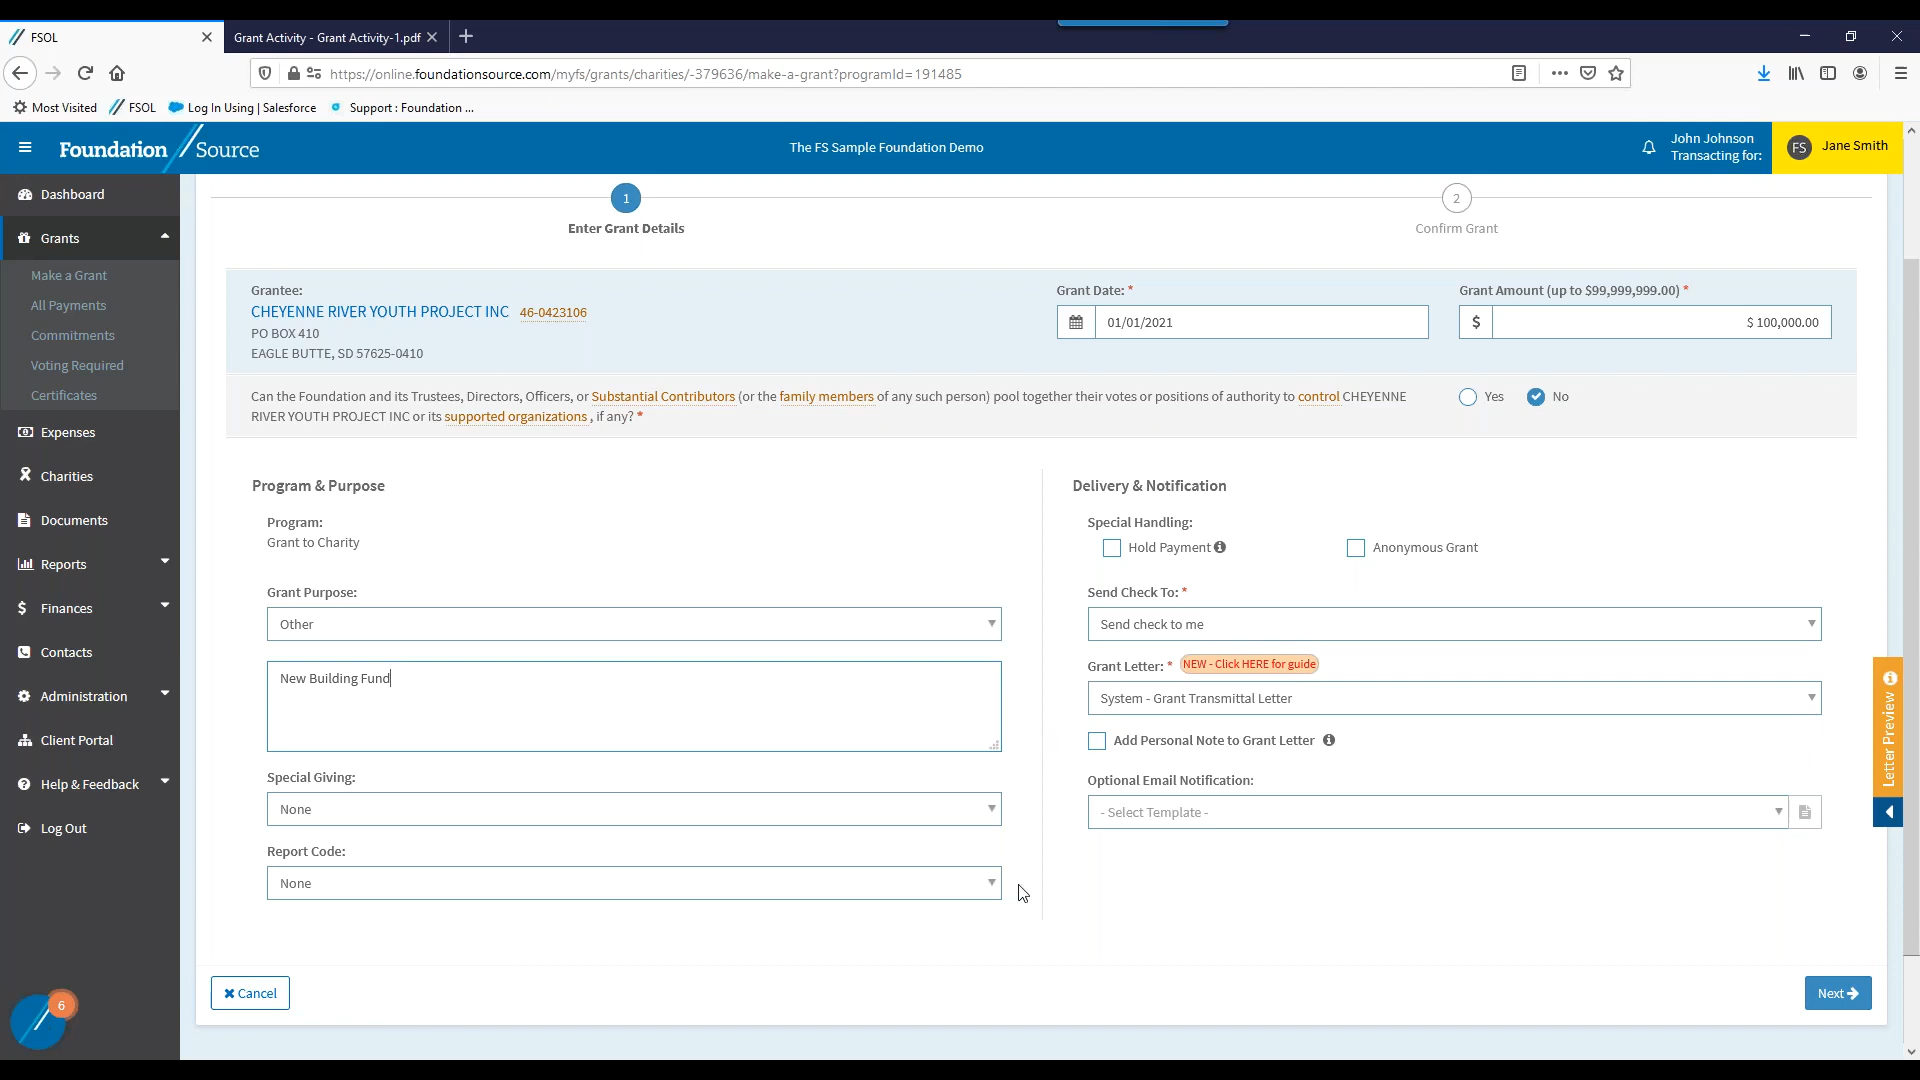 FSOL
Grant Activity - Grant Activity-1.pdf
https://online.foundationsource.com/myfs/grants/charities/-379636/make-a-grant?programId=191485
Most Visited
FSOL
Log In Using | Salesforce
Support : Foundation ...
Foundation Source
The FS Sample Foundation Demo
John Johnson
Transacting for:
FS
Jane Smith
Dashboard
Grants
Make a Grant
All Payments
Commitments
Voting Required
Certificates
Expenses
Charities
Documents
Reports
Finances
Contacts
Administration
Client Portal
Help & Feedback
Log Out
6
1
Enter Grant Details
2
Confirm Grant
Grantee:
CHEYENNE RIVER YOUTH PROJECT INC 46-0423106
PO BOX 410
EAGLE BUTTE, SD 57625-0410
Grant Date: *
01/01/2021
Grant Amount (up to $99,999,999.00) *
$
$ 100,000.00
Can the Foundation and its Trustees, Directors, Officers, or Substantial Contributors (or the family members of any such person) pool together their votes or positions of authority to control CHEYENNE
RIVER YOUTH PROJECT INC or its supported organizations , if any? *
Yes
No
Program & Purpose
Program:
Grant to Charity
Grant Purpose:
Other
New Building Fund
Special Giving:
None
Report Code:
None
Delivery & Notification
Special Handling:
Hold Payment
Anonymous Grant
Send Check To: *
Send check to me
Grant Letter: * NEW - Click HERE for guide
System - Grant Transmittal Letter
Add Personal Note to Grant Letter
Optional Email Notification:
- Select Template -
Letter Preview
Cancel
Next